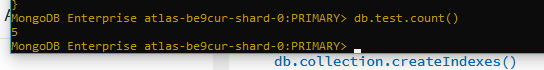 }
MongoDB Enterprise atlas-be9cur-shard-0:PRIMARY> db.test.count()
5
MongoDB Enterprise atlas-be9cur-shard-0:PRIMARY>
db.collection.createIndexes()